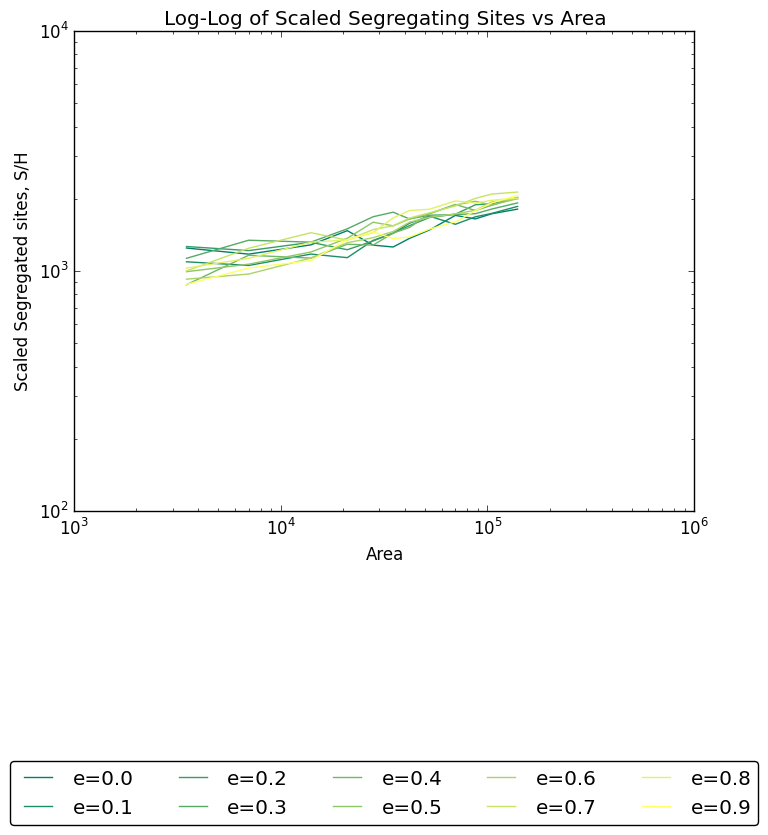 Log-Log of Scaled Segregating Sites vs Area
10^4
10^3
10^2
Scaled Segregated sites, S/H
10^3 10^4 10^5 10^6
Area
e=0.0 e=0.2 e=0.4 e=0.6 e=0.8
e=0.1 e=0.3 e=0.5 e=0.7 e=0.9